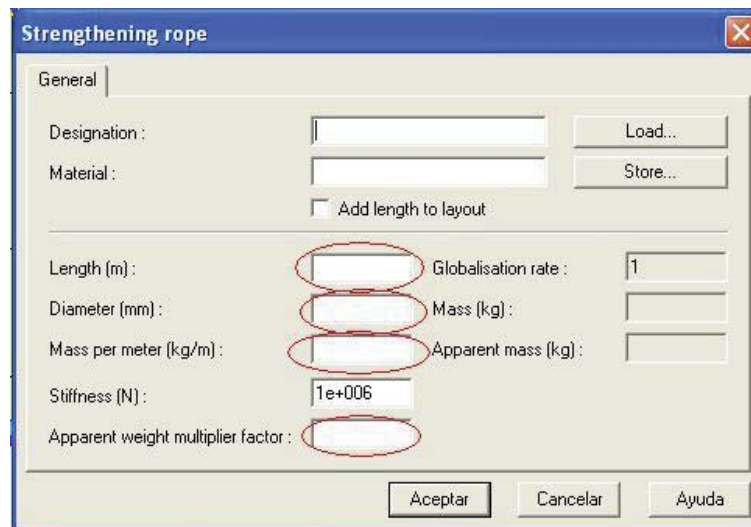 Strengthening rope
General
Designation :
Load...
Material :
Store...
Add length to layout
Length (m) :
Globalisation rate :
1
Diameter (mm) :
Mass (kg) :
Mass per meter (kg/m) :
Apparent mass (kg) :
Stiffness (N) :
1e+006
Apparent weight multiplier factor :
Aceptar
Cancelar
Ayuda